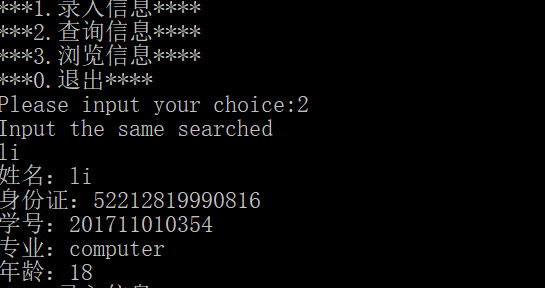 ***1.录入信息****
***2.查询信息****
***3.浏览信息****
***0.退出****
Please input your choice:2
Input the same searched
li
姓名：li
身份证：52212819990816
学号：201711010354
专业：computer
年龄：18